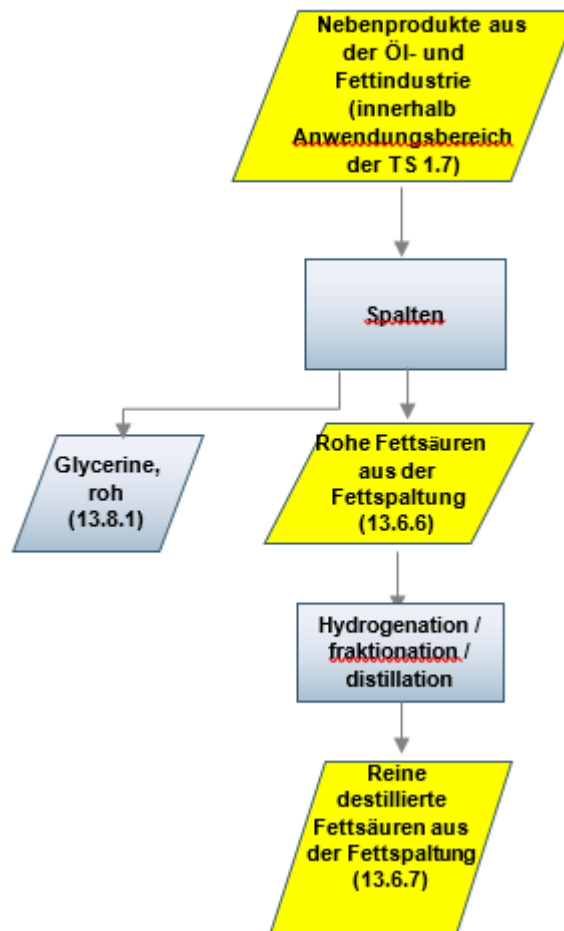 Nebenprodukte aus
der Öl- und
Fettindustrie
(innerhalb
Anwendungsbereich
der TS 1.7)
Spalten
Glycerine,
roh
(13.8.1)
Rohe Fettsäuren
aus der
Fettspaltung
(13.6.6)
Hydrogenation /
fraktionation /
distillation
Reine
destillierte
Fettsäuren aus
der Fettspaltung
(13.6.7)